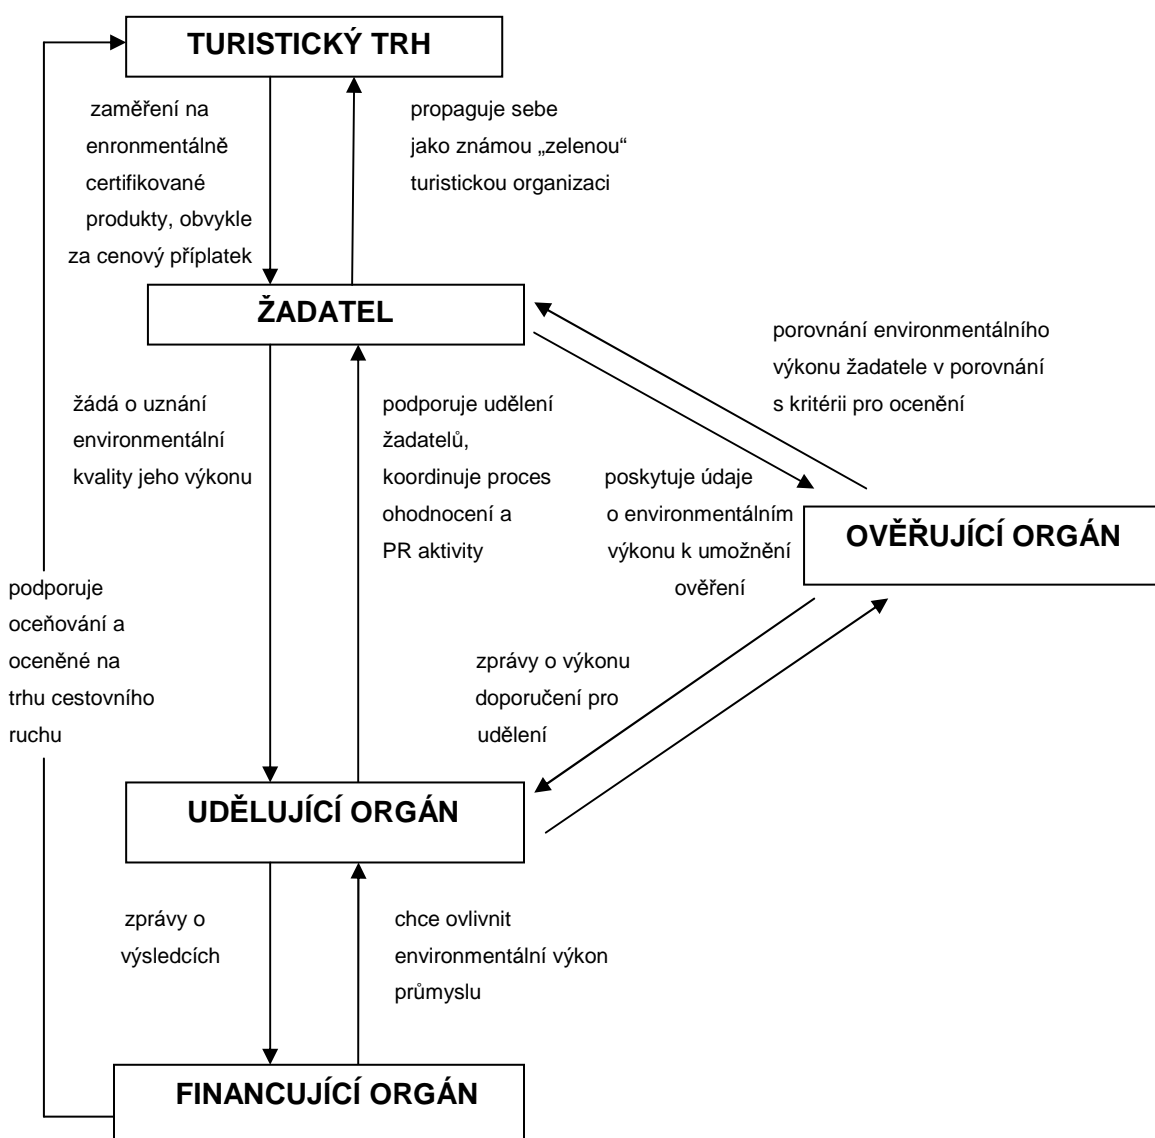 TURISTICKÝ TRH
zaměření na
enronmentálně
certifikované
produkty, obvykle
za cenový příplatek
propaguje sebe
jako známou „zelenou“
turistickou organizaci
ŽADATEL
porovnání environmentálního
výkonu žadatele v porovnání
s kritérii pro ocenění
žádá o uznání
environmentální
kvality jeho výkonu
podporuje udělení
žadatelů,
koordinuje proces
ohodnocení a
PR aktivity
poskytuje údaje
o environmentálním
výkonu k umožnění
ověření
OVĚŘUJÍCÍ ORGÁN
podporuje
oceňování a
oceněné na
trhu cestovního
ruchu
zprávy o výkonu
doporučení pro
udělení
UDĚLUJÍCÍ ORGÁN
zprávy o
výsledcích
chce ovlivnit
environmentální výkon
průmyslu
FINANCUJÍCÍ ORGÁN